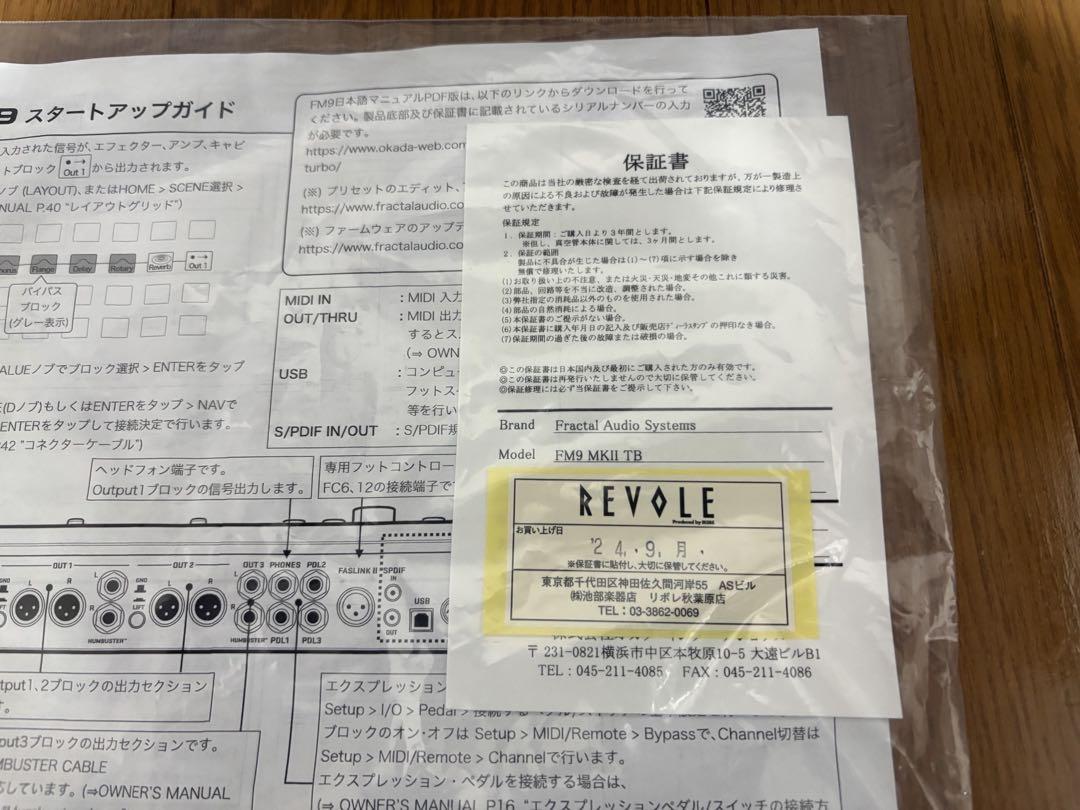 9 スタートアップガイド
入力された信号が、エフェクター、アンプ、キャビ
トブロック Out 1 から出力されます。
ノブ (LAYOUT)、またはHOME > SCENE選択 >
NUAL P.40 "レイアウトグリッド")
Flange
Delay
Rotary
Reverb
Out 1
バイパス
ブロック
(グレー表示)
ALUEノブでブロック選択 > ENTERをタップ
E(Dノブ)もしくはENTERをタップ > NAVで
ENTERをタップして接続決定で行います。
42 "コネクターケーブル")
FM9日本語マニュアルPDF版は、以下のリンクからダウンロードを行って
ください。製品底部及び保証書に記載されているシリアルナンバーの入力
が必要です。
https://www.okada-web.com
turbo/
(※) プリセットのエディット、
https://www.fractalaudio.co
(※) ファームウェアのアップデ
https://www.fractalaudio.co
MIDI IN : MIDI 入力
OUT/THRU : MIDI 出力
するとス
(⇒ OWN
USB : コンピュ
フットス
等を行い
S/PDIF IN/OUT : S/PDIF規
ヘッドフォン端子です。
Output1ブロックの信号出力します。
専用フットコントロー
FC6, 12の接続端子で
OUT 1
OUT 2
OUT 3
PHONES
PDL2
FASLINK II
SPDIF
IN
OUT
USB
GND
LIFT
L
R
HUMBUSTER™
GND
LIFT
L
R
HUMBUSTER™
PDL1
PDL3
tput1、2ブロックの出力セクション
す。
put3ブロックの出力セクションです。
MBUSTER CABLE
応しています。(⇒OWNER'S MANUAL
エクスプレッション
Setup > I/O > Pedal >
ブロックのオン・オフは Setup > MIDI/Remote > Bypassで、Channel切替は
Setup > MIDI/Remote > Channelで行います。
エクスプレッション・ペダルを接続する場合は、
(⇒ OWNER'S MANUAL P.16 "エクスプレッションペダル/スイッチの接続方
保証書
この商品は当社の厳密な検査を経て出荷されておりますが、万が一製造上
の原因による不良および故障が発生した場合は下記保証規定により修理さ
せていただきます。
保証規定
1. 保証期間：ご購入日より3年間とします。
※但し、真空管本体に関しては、3ヶ月間とします。
2. 保証の範囲
製品に不具合が生じた場合は(1)〜(7)項に示す場合を除き
無償で修理いたします。
(1)お取り扱い上の不注意、または火災・天災・地変その他これに類する災害。
(2)部品、回路等を不当に改造、調整された場合。
(3)弊社指定の消耗品以外のものを使用された場合。
(4)部品の自然消耗による場合。
(5)本保証書のご提示がない場合。
(6)本保証書に購入年月日の記入及び販売店ディーラスタンプの押印なき場合。
(7)保証期間の過ぎた後の故障または破損の場合。
◎この保証書は日本国内及び最初にご購入された方のみ有効です。
◎この保証書は再発行いたしませんので大切に保管してください。
◎保証修理には必ず当保証書をご提示して下さい。
Brand Fractal Audio Systems
Model FM9 MKII TB
REVOLE
Produced by IKEBE
お買い上げ日
'24.・9.月.
※保証書に貼付し、大切に保管してください。
東京都千代田区神田佐久間河岸55 ASビル
㈱池部楽器店 リボレ秋葉原店
TEL：03-3862-0069
〒231-0821横浜市中区本牧原10-5 大遠ビルB1
TEL：045-211-4085 FAX：045-211-4086